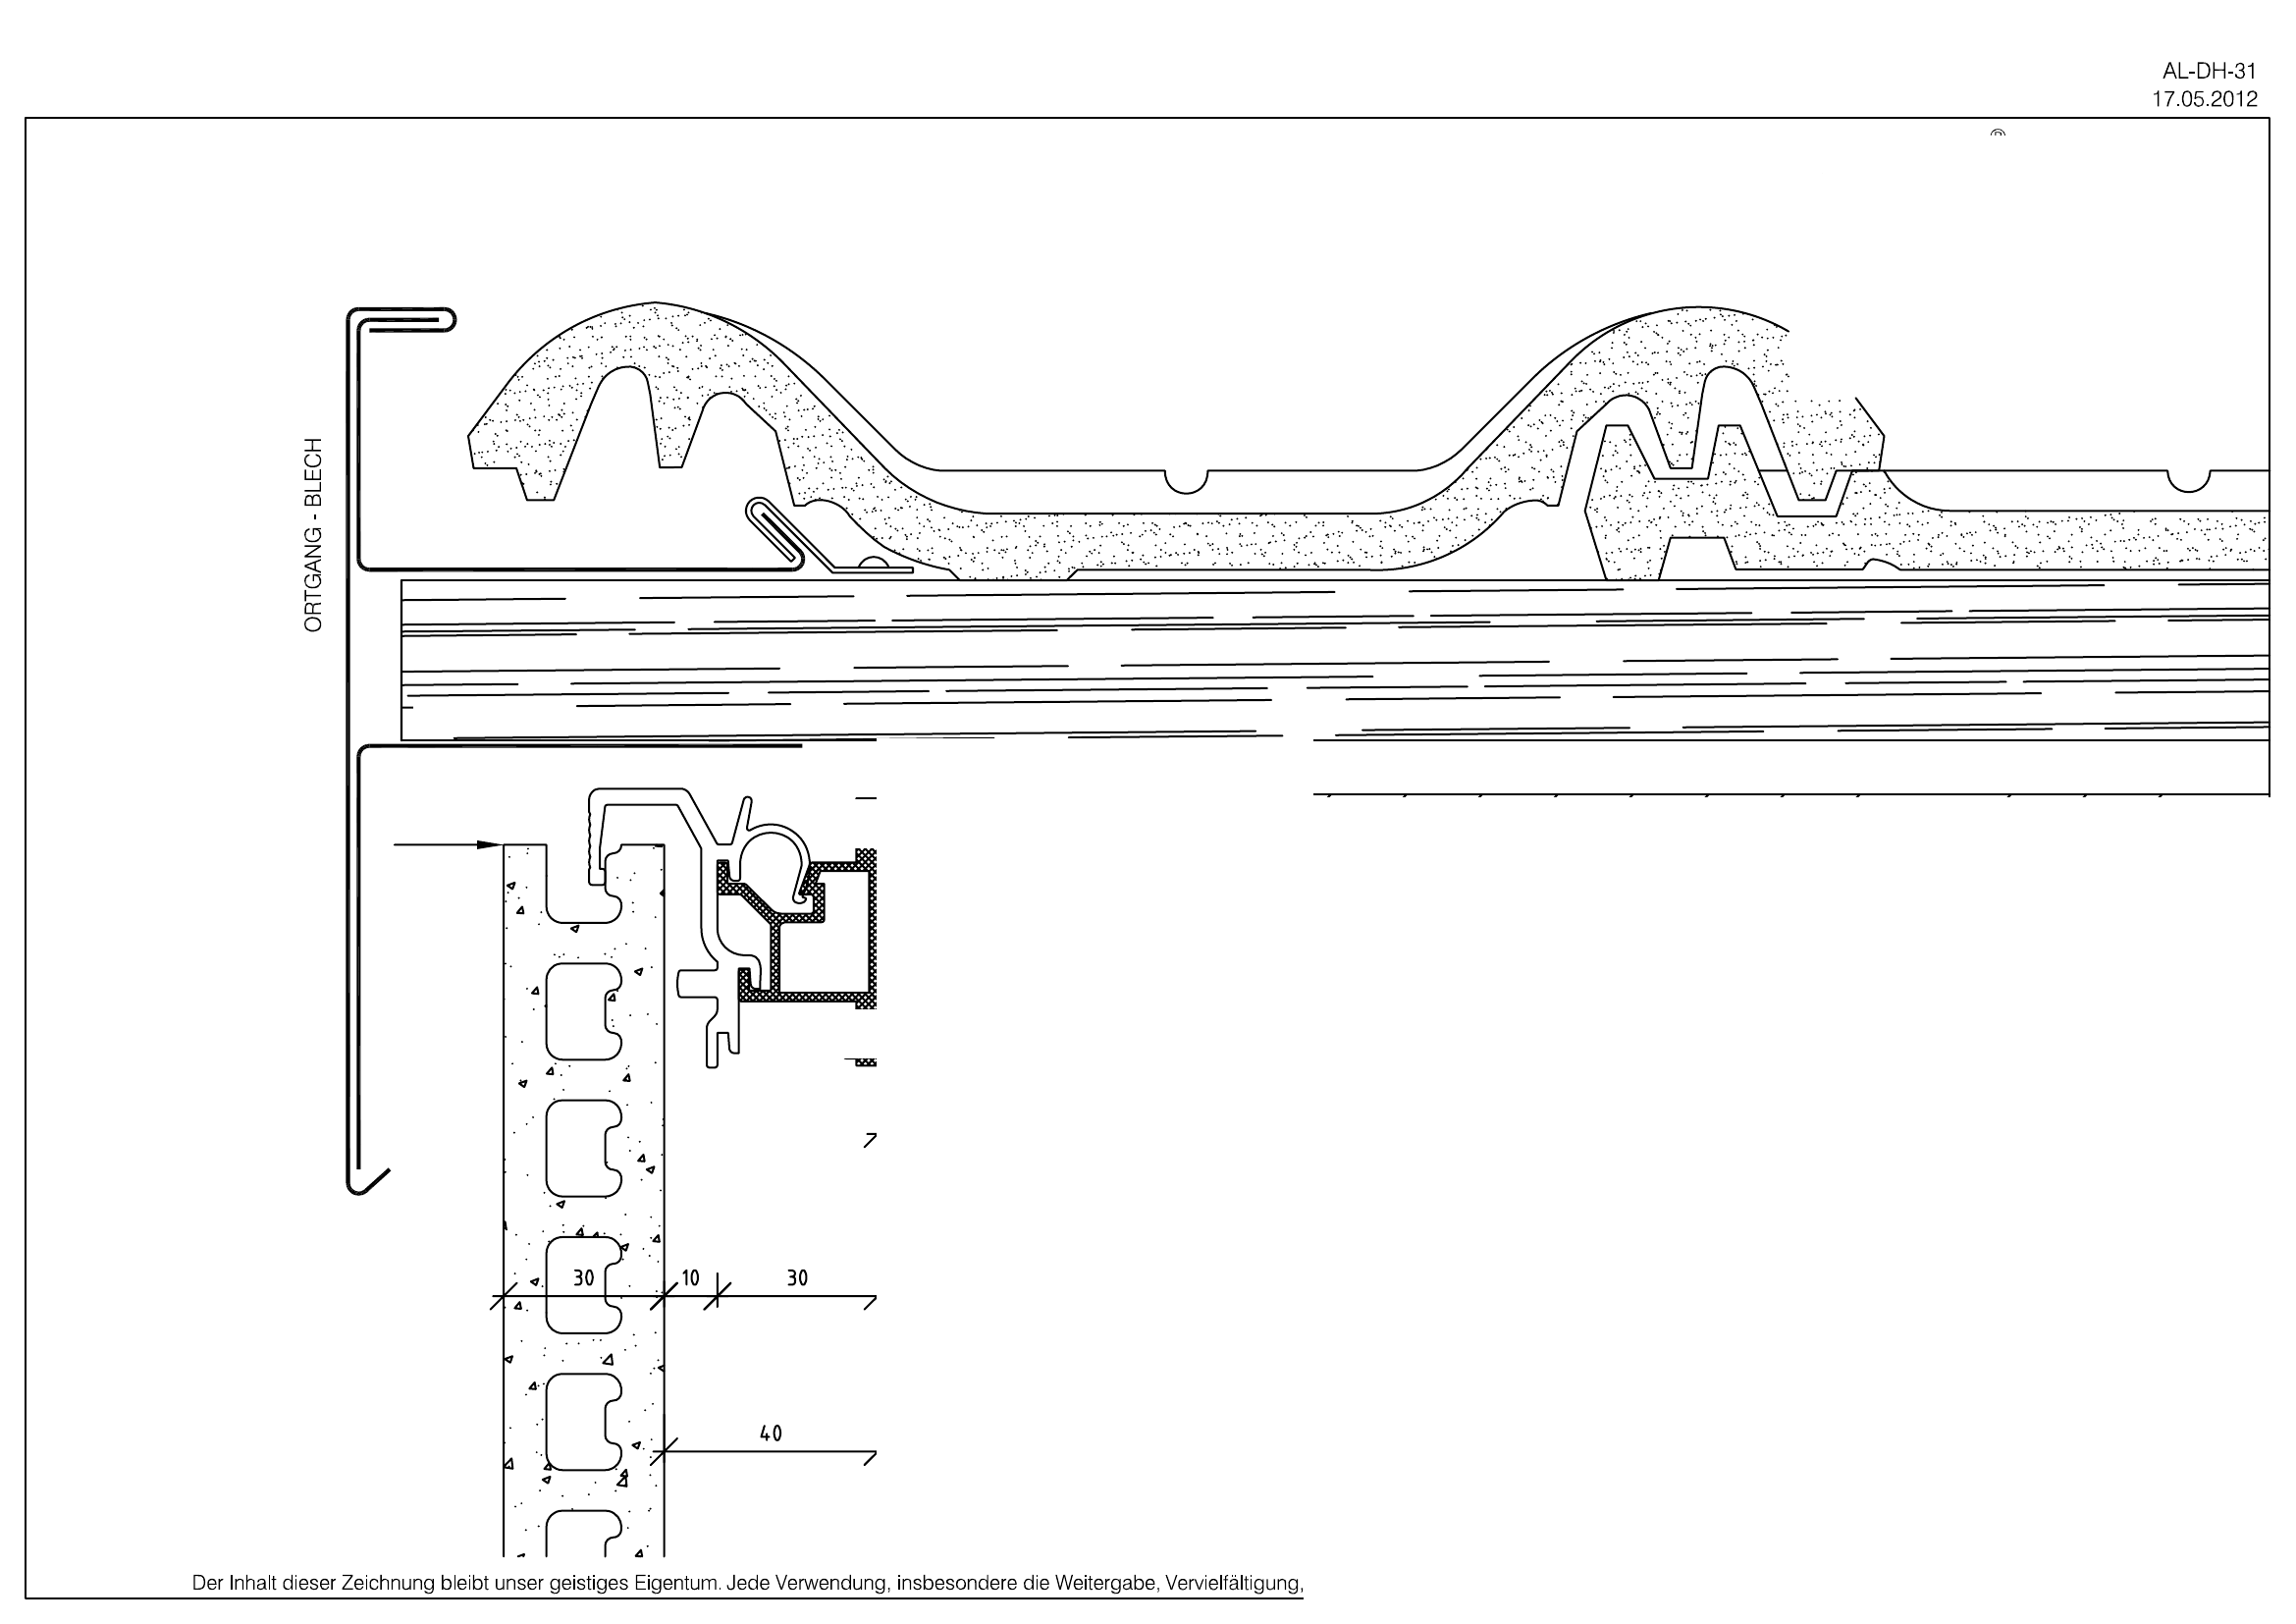 AL-DH-31
17.05.2012
®
ORTGANG - BLECH
30 10 30
40
Der Inhalt dieser Zeichnung bleibt unser geistiges Eigentum. Jede Verwendung, insbesondere die Weitergabe, Vervielfältigung,